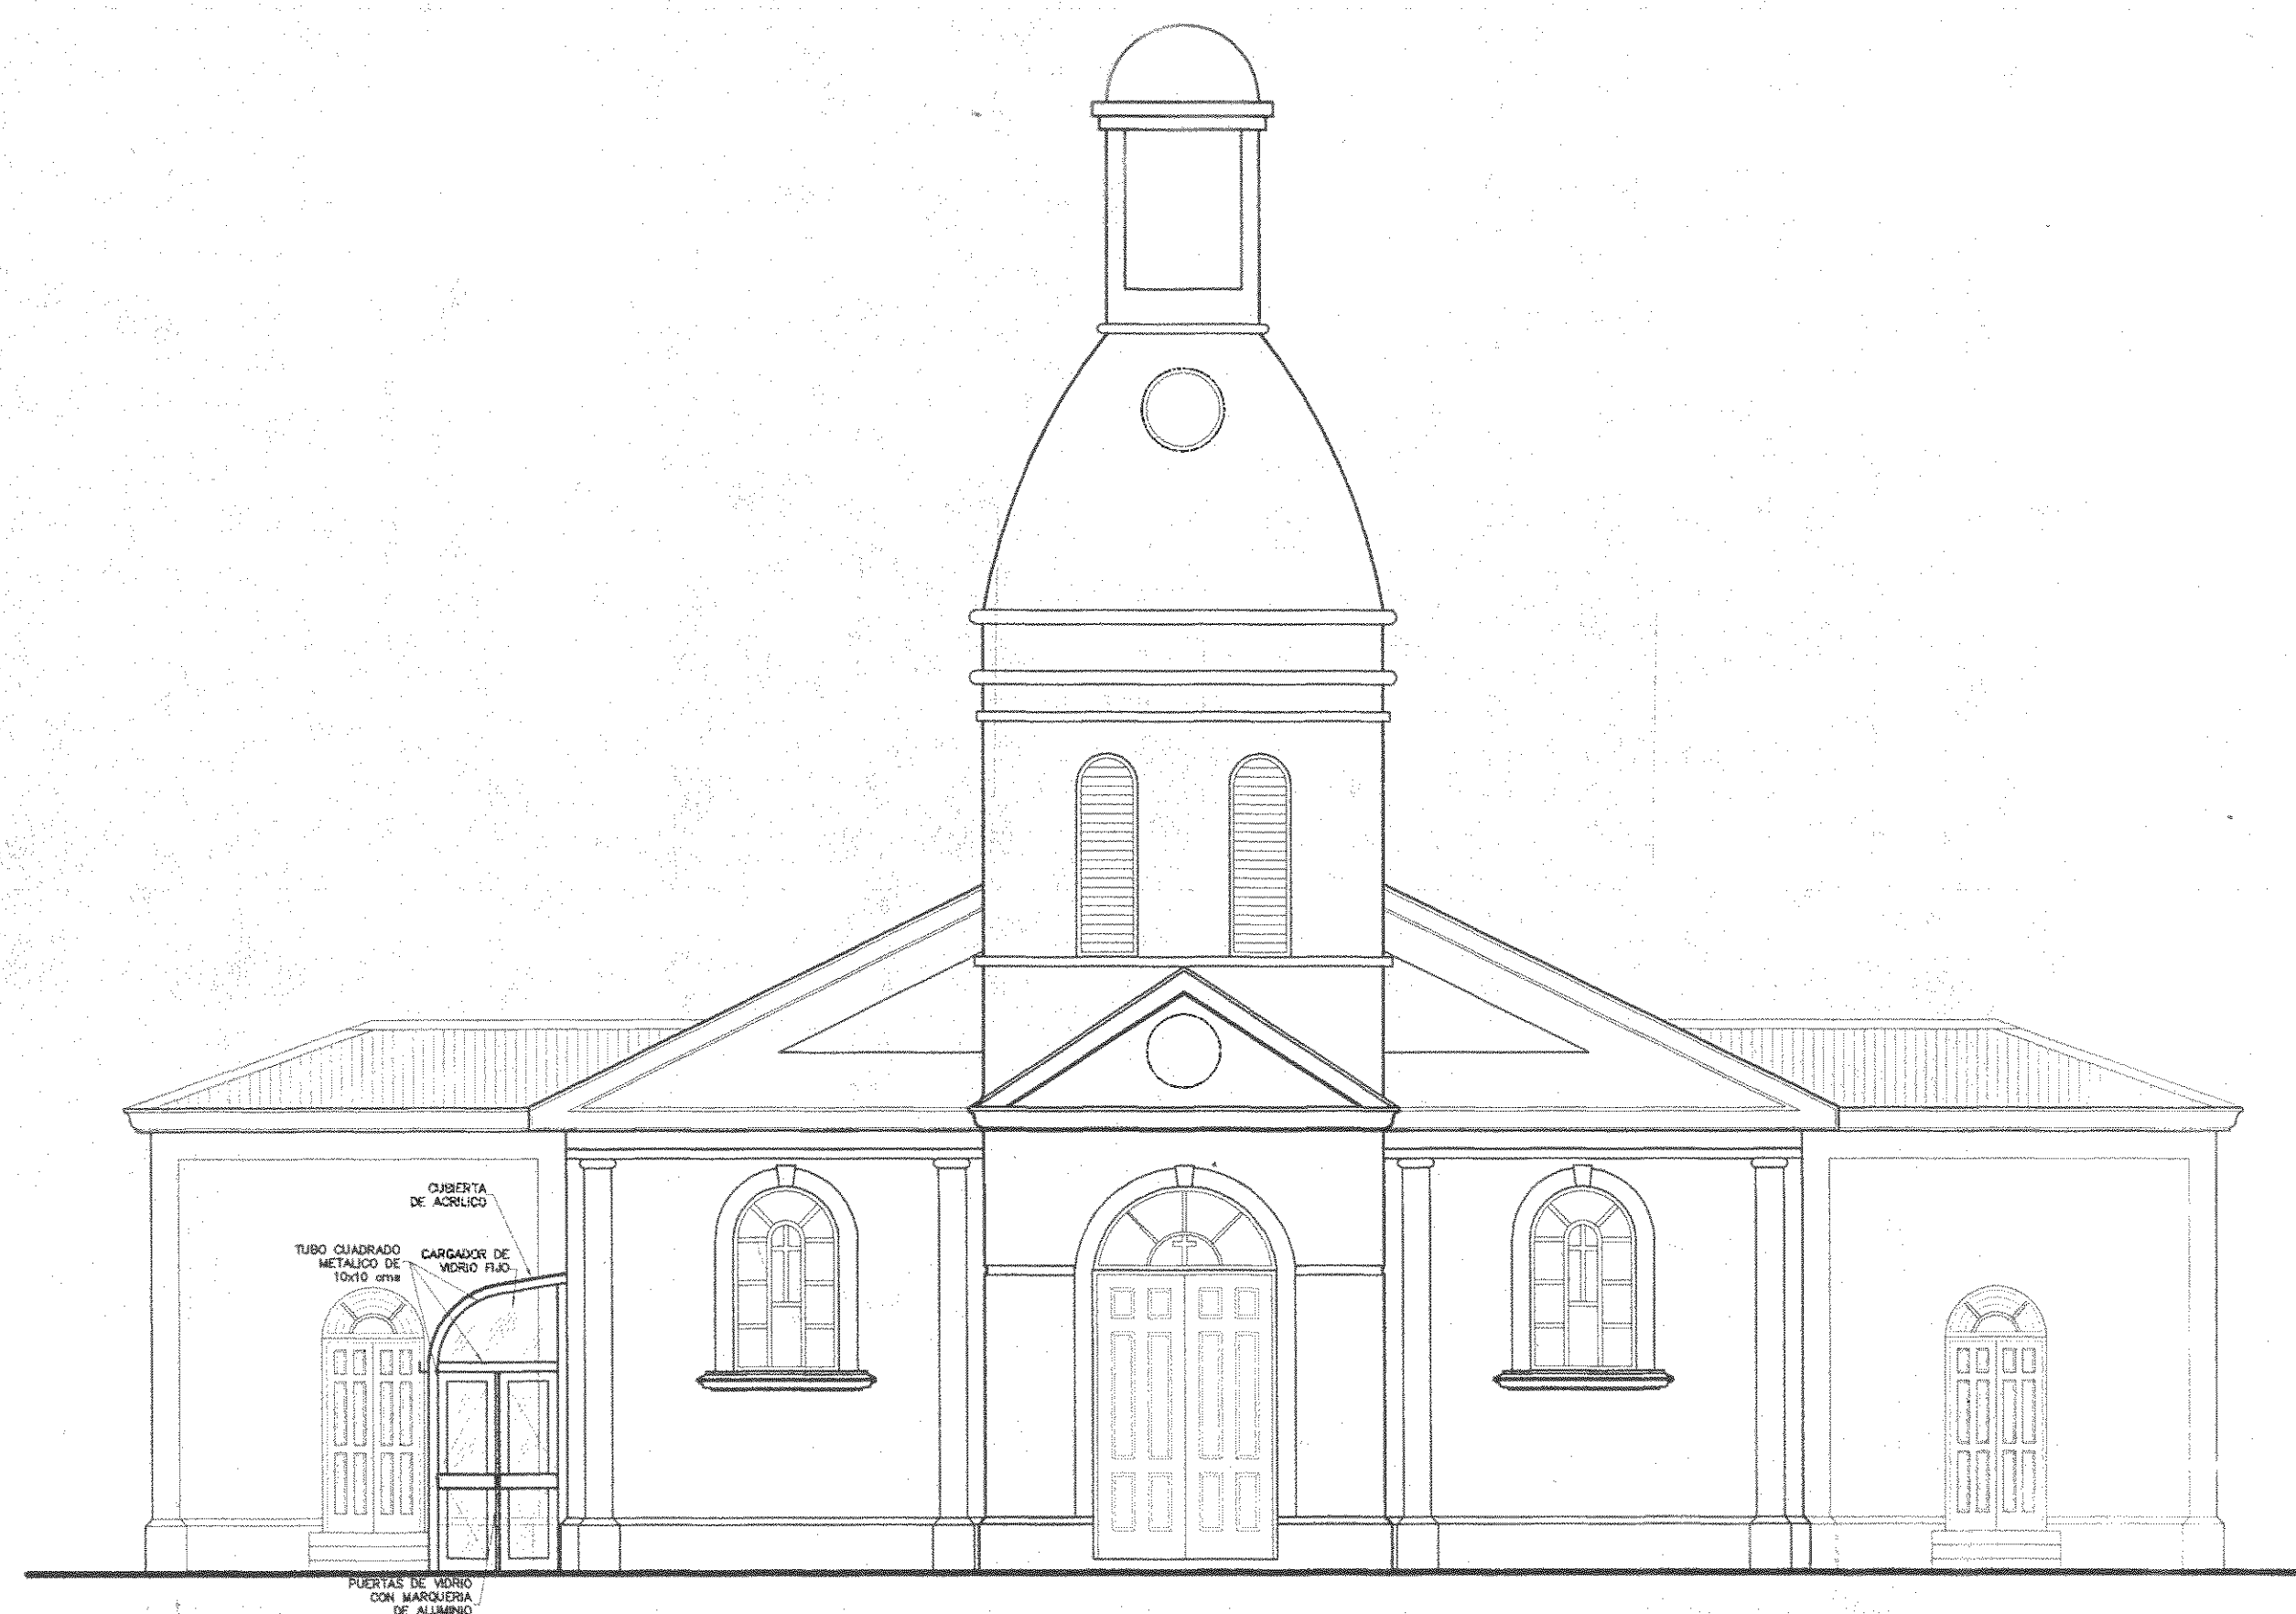 CUBIERTA
DE ACRILICO
TUBO CUADRADO
METALICO DE
10x10 cms
CARGADOR DE
VIDRIO FIJO
PUERTAS DE VIDRIO
CON MARQUERIA
DE ALUMINIO